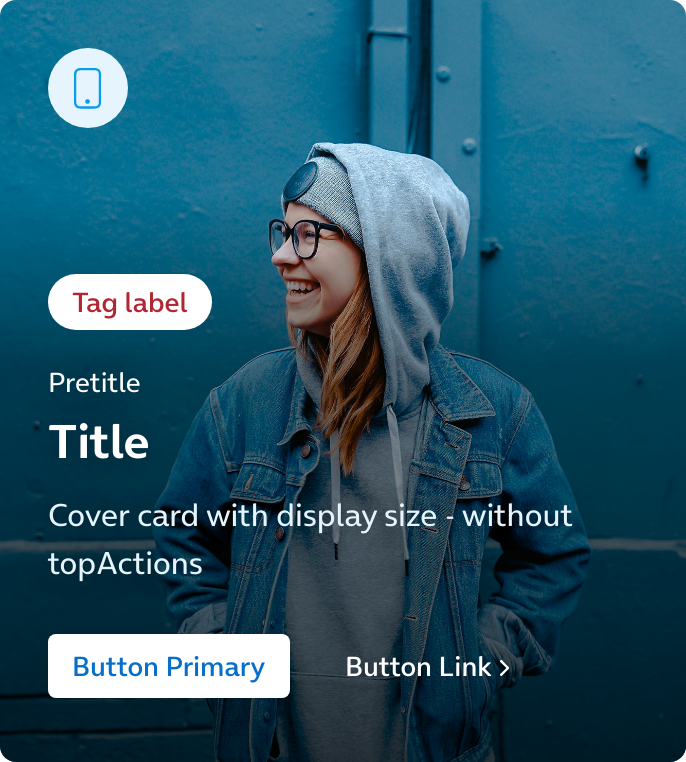 Tag label
Pretitle
Title
Cover card with display size - without
topActions
Button Primary
Button Link